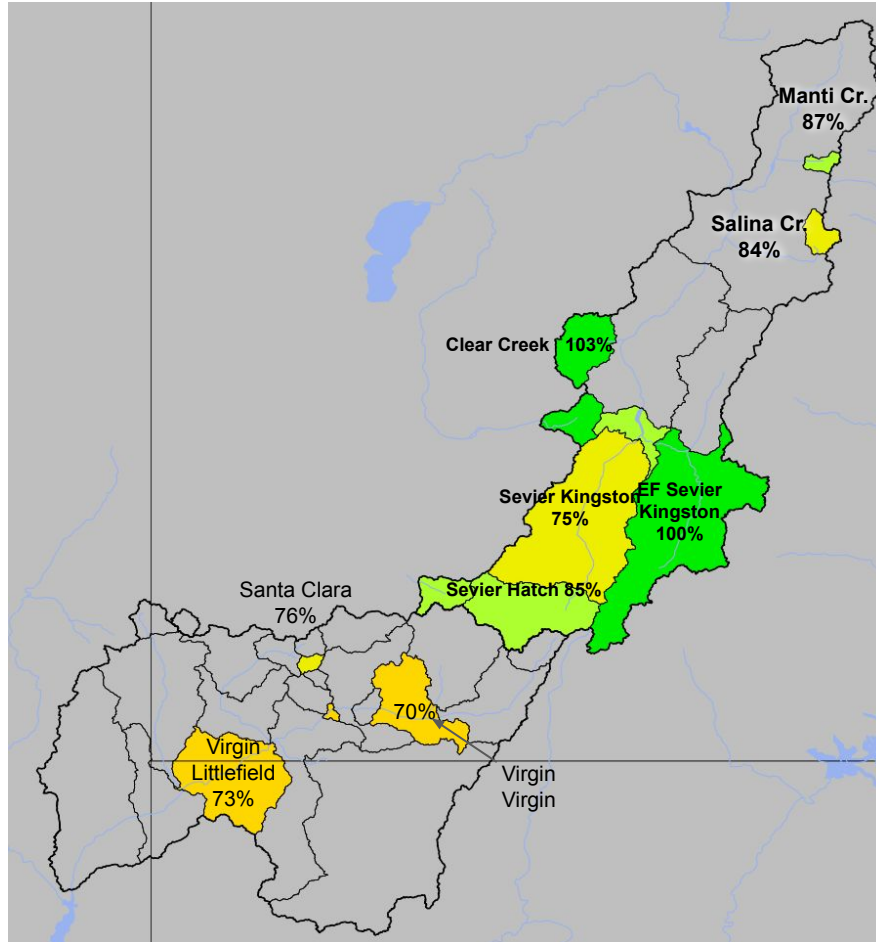 Manti Cr.
87%
Salina Cr.
84%
Clear Creek 103%
Sevier Kingston
75%
EF Sevier
Kingston
100%
Sevier Hatch 85%
Santa Clara
76%
70%
Virgin
Littlefield
73%
Virgin
Virgin